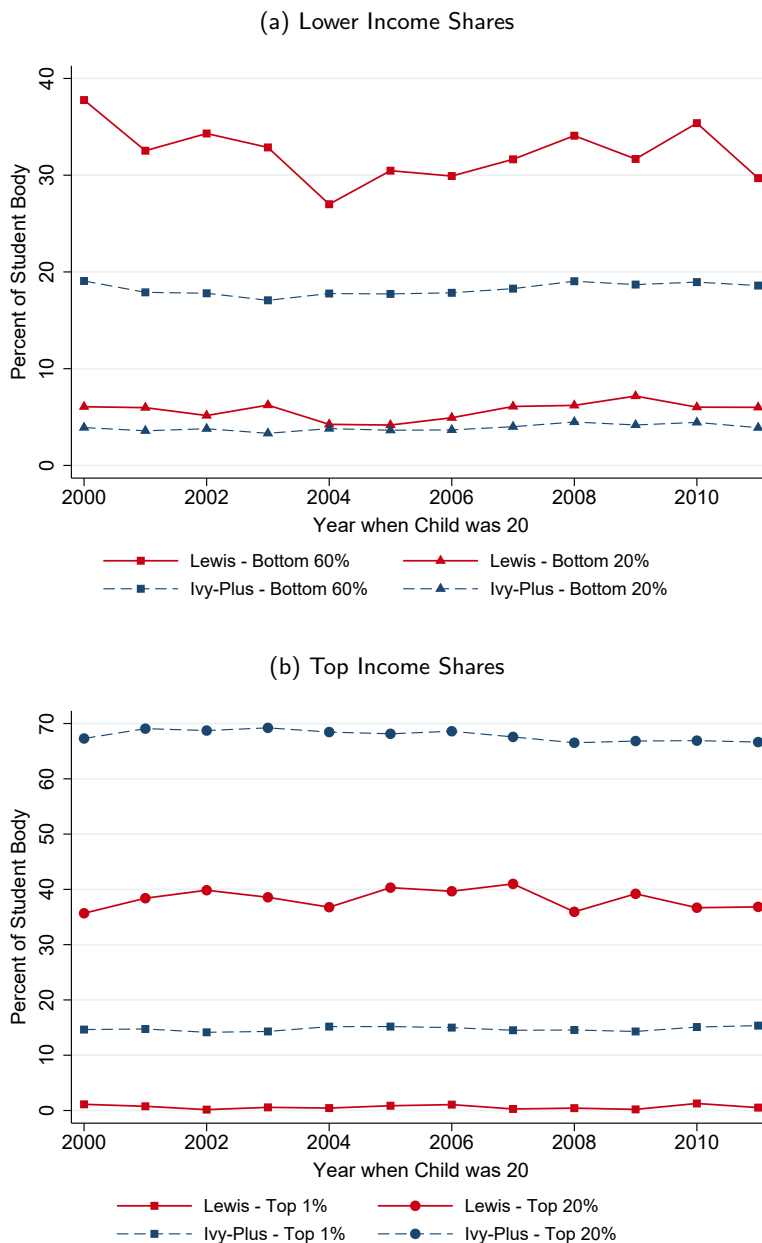 (a) Lower Income Shares
40
30
20
10
0
Percent of Student Body
2000 2002 2004 2006 2008 2010
Year when Child was 20
Lewis - Bottom 60% Lewis - Bottom 20%
Ivy-Plus - Bottom 60% Ivy-Plus - Bottom 20%
(b) Top Income Shares
70
60
50
40
30
20
10
0
Percent of Student Body
2000 2002 2004 2006 2008 2010
Year when Child was 20
Lewis - Top 1% Lewis - Top 20%
Ivy-Plus - Top 1% Ivy-Plus - Top 20%